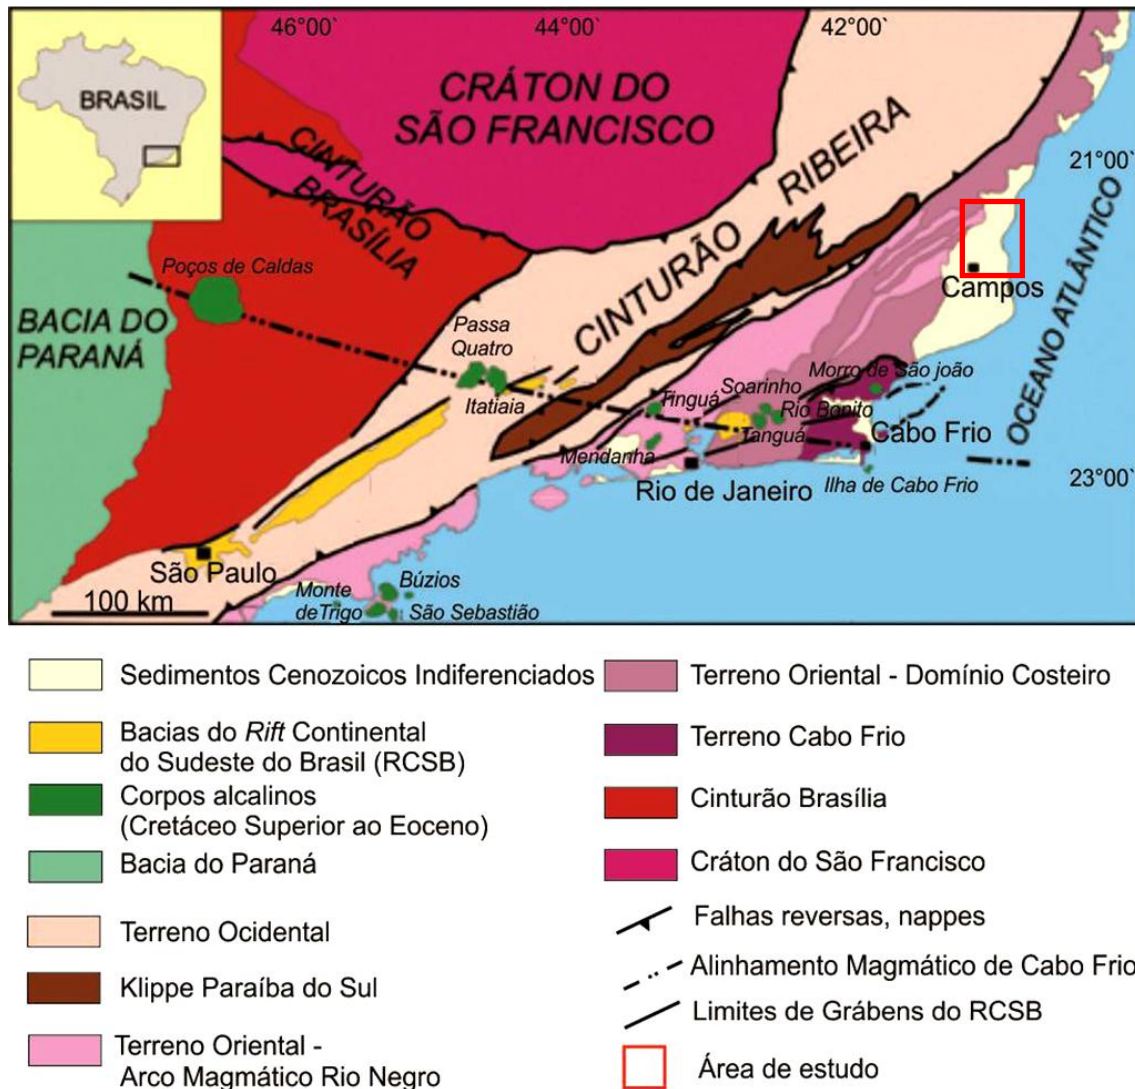 46°00`
44°00`
42°00`
BRASIL
CRÁTON DO
SÃO FRANCISCO
CINTURÃO
BRASÍLIA
RIBEIRA
21°00`
OCEANO ATLÂNTICO
CINTURÃO
Poços de Caldas
Campos
BACIA DO
PARANÁ
Passa
Quatro
Itatiaia
Morro de São joão
Soarinho
Tinguá
Rio Bonito
Tanguá
Cabo Frio
Mendanha
Rio de Janeiro
Ilha de Cabo Frio
23°00`
São Paulo
100 km
Búzios
Monte
deTrigo
São Sebastião
Sedimentos Cenozoicos Indiferenciados
Bacias do Rift Continental
do Sudeste do Brasil (RCSB)
Corpos alcalinos
(Cretáceo Superior ao Eoceno)
Bacia do Paraná
Terreno Ocidental
Klippe Paraíba do Sul
Terreno Oriental -
Arco Magmático Rio Negro
Terreno Oriental - Domínio Costeiro
Terreno Cabo Frio
Cinturão Brasília
Cráton do São Francisco
Falhas reversas, nappes
Alinhamento Magmático de Cabo Frio
Limites de Grábens do RCSB
Área de estudo